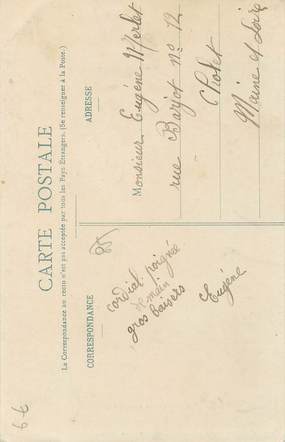 CARTE POSTALE
La Correspondance au recto n'est pas acceptée par tous les Pays Etrangers. (Se renseigner à la Poste.)
CORRESPONDANCE
cordial poignée
de main
gros baisers
Eugène
ADRESSE
Monsieur Eugène Merlet
rue Barjot no 12
Cholet
Maine et Loire